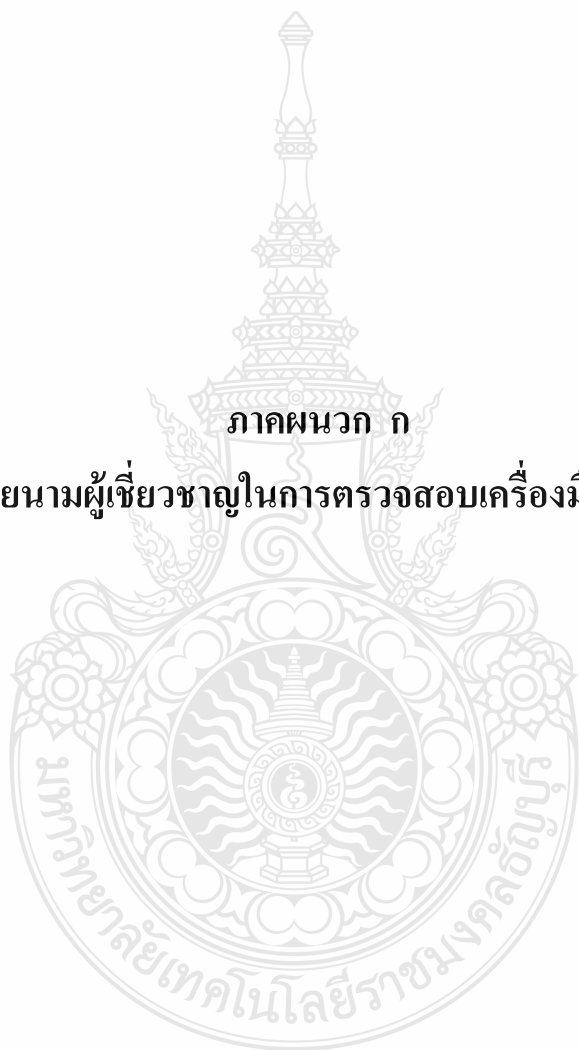 ภาคผนวก ก
ยนามผู้เชี่ยวชาญในการตรวจสอบเครื่องมื
มหาวิทยาลัยเทคโนโลยีราชมงคลธัญบุรี